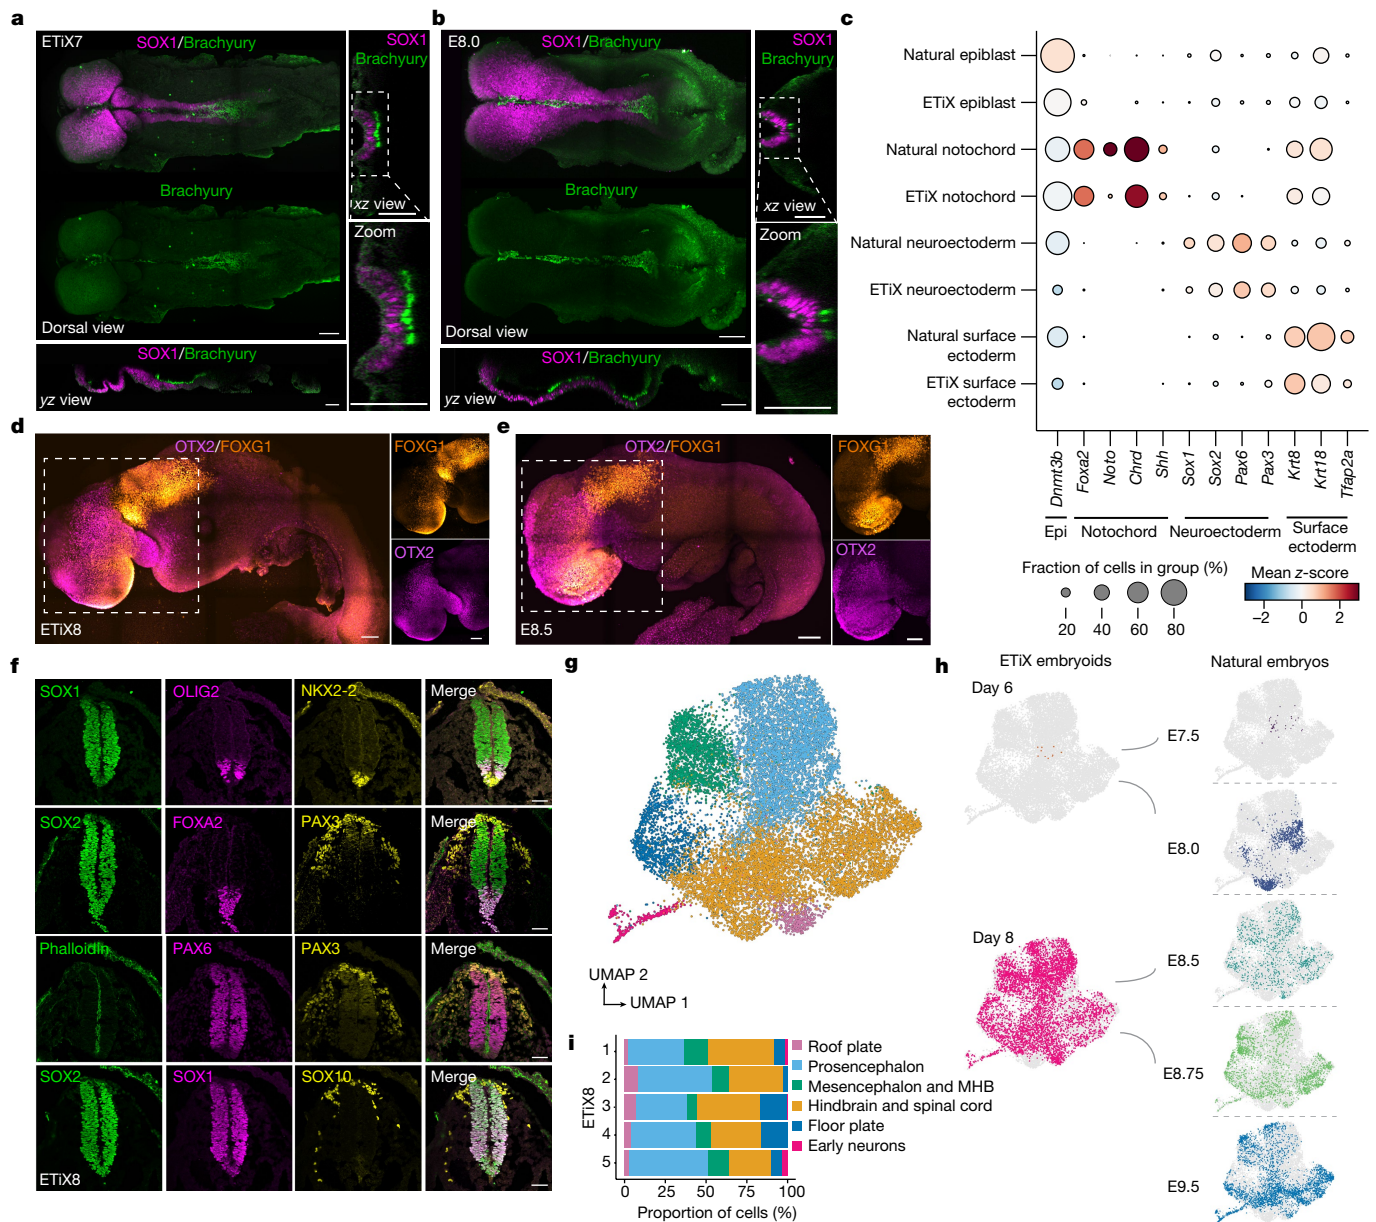 a
ETiX7
SOX1/Brachyury
Brachyury
Dorsal view
SOX1/Brachyury
yz view
SOX1
Brachyury
xz view
Zoom
b
E8.0
SOX1/Brachyury
Brachyury
Dorsal view
SOX1/Brachyury
yz view
SOX1
Brachyury
xz view
Zoom
c
Natural epiblast
ETiX epiblast
Natural notochord
ETiX notochord
Natural neuroectoderm
ETiX neuroectoderm
Natural surface
ectoderm
ETiX surface
ectoderm
Dnmt3b
Foxa2
Noto
Chrd
Shh
Sox1
Sox2
Pax6
Pax3
Krt8
Krt18
Tfap2a
Epi
Notochord
Neuroectoderm
Surface
ectoderm
Fraction of cells in group (%)
20
40
60
80
Mean z-score
−2
0
2
d
OTX2/FOXG1
ETiX8
FOXG1
OTX2
e
OTX2/FOXG1
E8.5
FOXG1
OTX2
f
SOX1
OLIG2
NKX2-2
Merge
SOX2
FOXA2
PAX3
Merge
Phalloidin
PAX6
PAX3
Merge
SOX2
SOX1
SOX10
Merge
ETiX8
g
UMAP 2
UMAP 1
h
ETiX embryoids
Natural embryos
Day 6
E7.5
E8.0
Day 8
E8.5
E8.75
E9.5
i
ETiX8
1
2
3
4
5
0
25
50
75
100
Proportion of cells (%)
Roof plate
Prosencephalon
Mesencephalon and MHB
Hindbrain and spinal cord
Floor plate
Early neurons